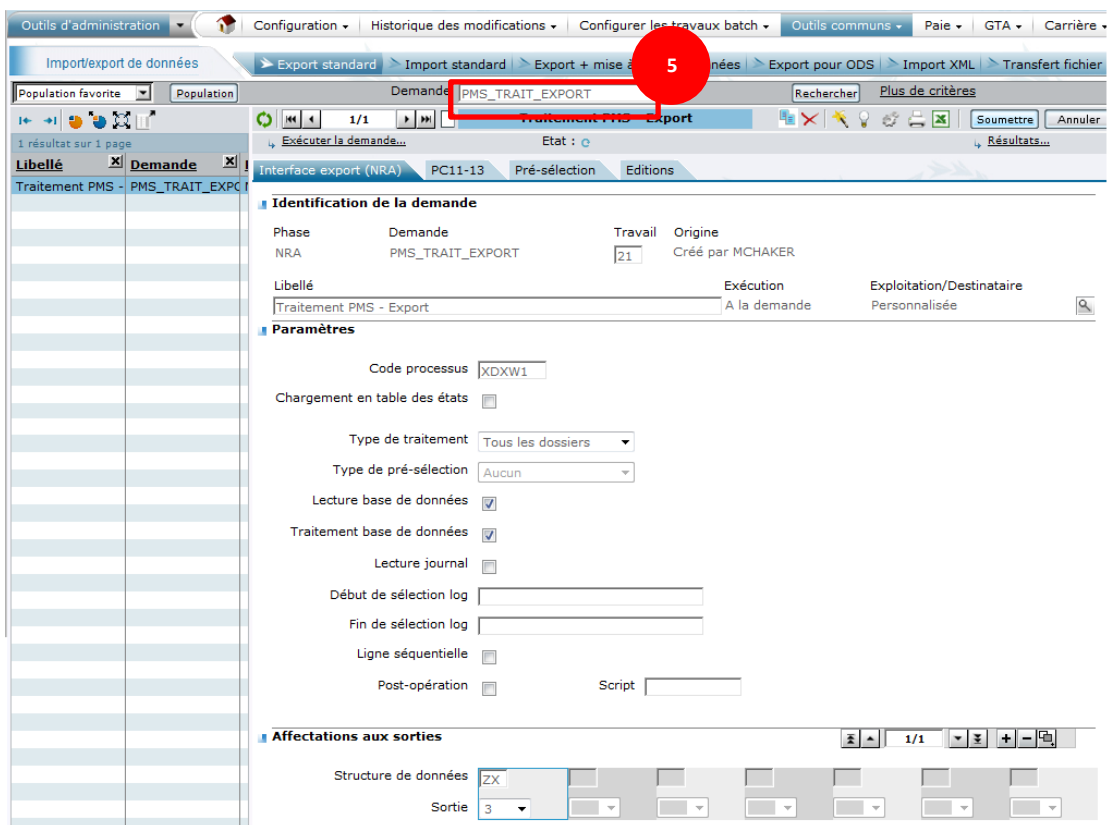 Outils d'administration Configuration Historique des modifications Configurer les travaux batch Outils communs Paie GTA Carrière
Import/export de données Export standard Import standard Export + mise à nées Export pour ODS Import XML Transfert fichier
5
Population favorite Population Demande PMS_TRAIT_EXPORT Rechercher Plus de critères
1/1 Traitement PMS - Export Soumettre Annuler
1 résultat sur 1 page Exécuter la demande... Etat : Résultats...
Libellé Demande
Interface export (NRA) PC11-13 Pré-sélection Editions
Traitement PMS - PMS_TRAIT_EXPO
Identification de la demande
Phase Demande Travail Origine
NRA PMS_TRAIT_EXPORT 21 Créé par MCHAKER
Libellé Exécution Exploitation/Destinataire
Traitement PMS - Export A la demande Personnalisée
Paramètres
Code processus XDXW1
Chargement en table des états
Type de traitement Tous les dossiers
Type de pré-sélection Aucun
Lecture base de données
Traitement base de données
Lecture journal
Début de sélection log
Fin de sélection log
Ligne séquentielle
Post-opération Script
Affectations aux sorties 1/1
Structure de données ZX
Sortie 3